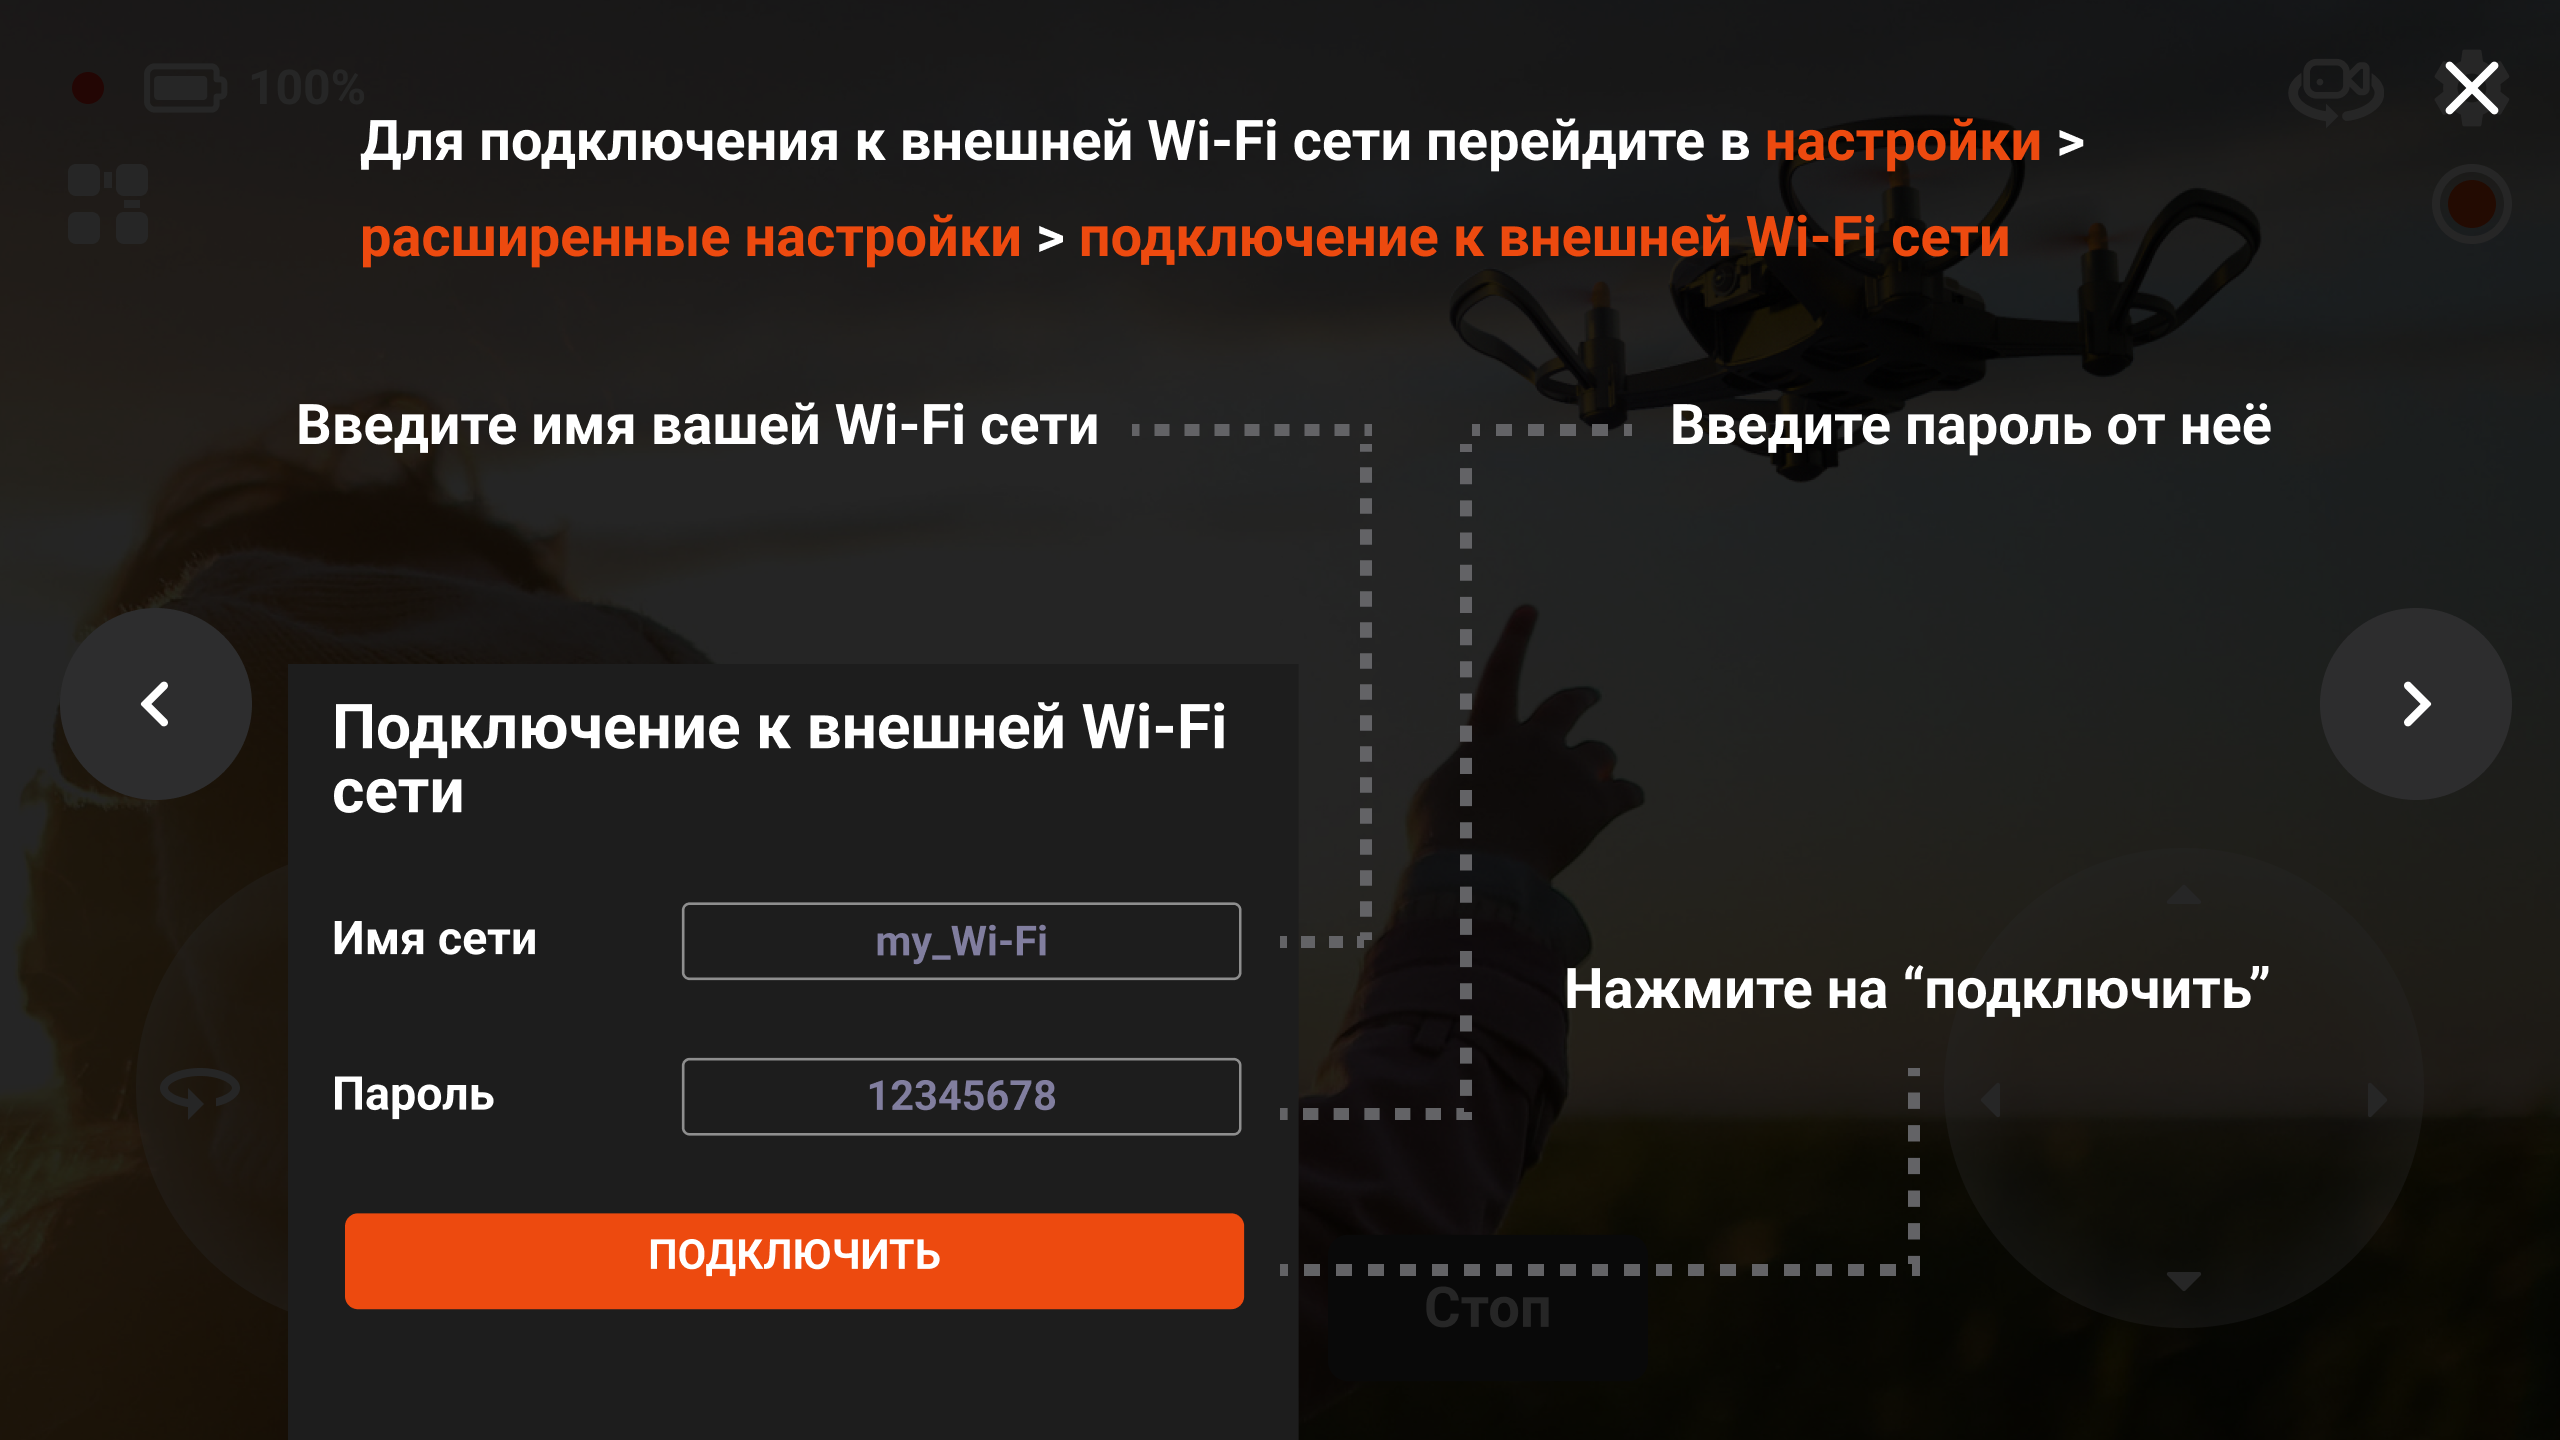 100%
Для подключения к внешней Wi-Fi сети перейдите в настройки >
расширенные настройки > подключение к внешней Wi-Fi сети
Введите имя вашей Wi-Fi сети
Введите пароль от неё
Подключение к внешней Wi-Fi
сети
Имя сети
my_Wi-Fi
Нажмите на “подключить”
Пароль
12345678
ПОДКЛЮЧИТЬ
Стоп